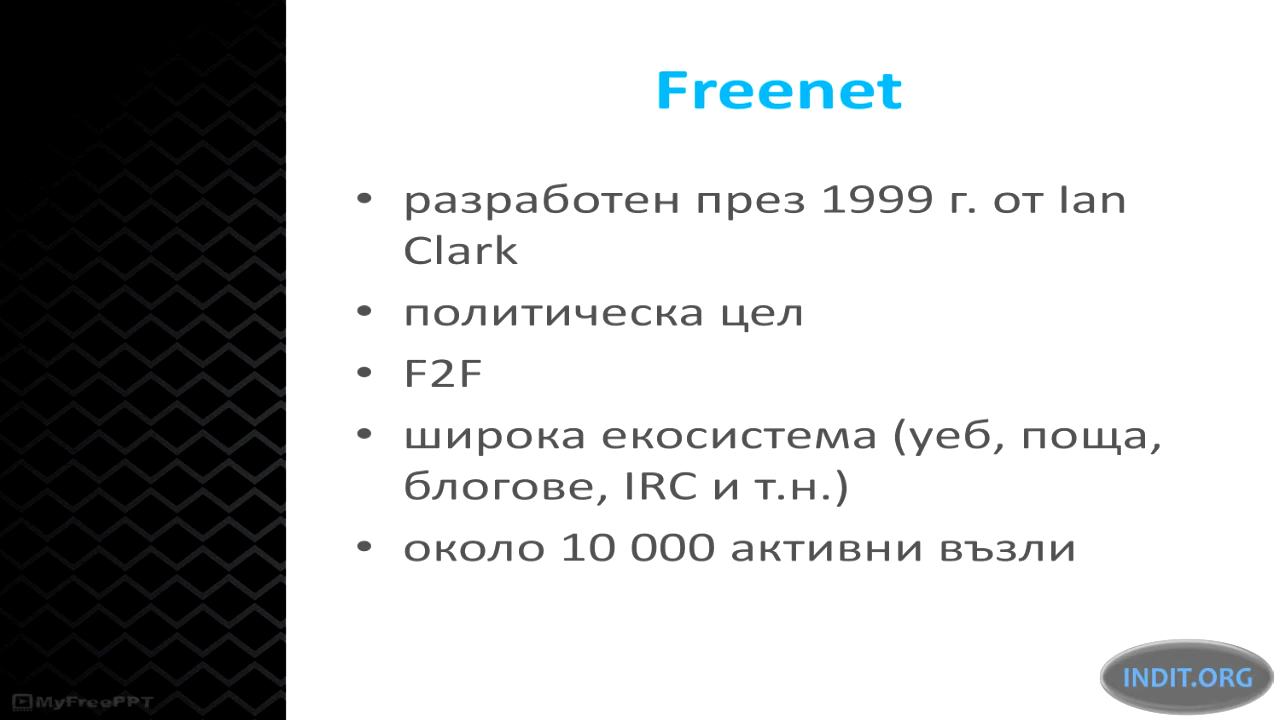 Freenet
• разработен през 1999 г. от Ian
Clark
• политическа цел
• F2F
• широка екосистема (уеб, поща,
блогове, IRC и т.н.)
• около 10 000 активни възли
INDIT.ORG
MyFreePPT